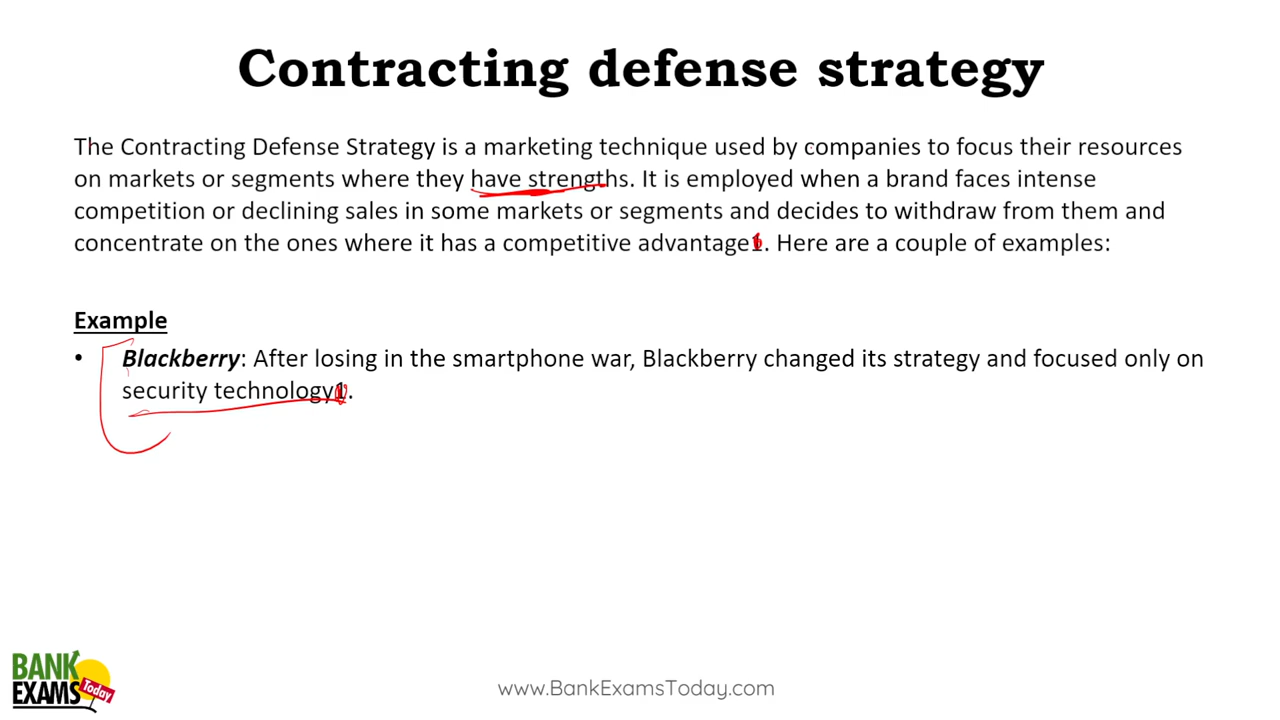 Contracting defense strategy
The Contracting Defense Strategy is a marketing technique used by companies to focus their resources
on markets or segments where they have strengths. It is employed when a brand faces intense
competition or declining sales in some markets or segments and decides to withdraw from them and
concentrate on the ones where it has a competitive advantage1. Here are a couple of examples:
Example
• Blackberry: After losing in the smartphone war, Blackberry changed its strategy and focused only on
security technology1.
BANK
EXAMS
Today
www.BankExamsToday.com